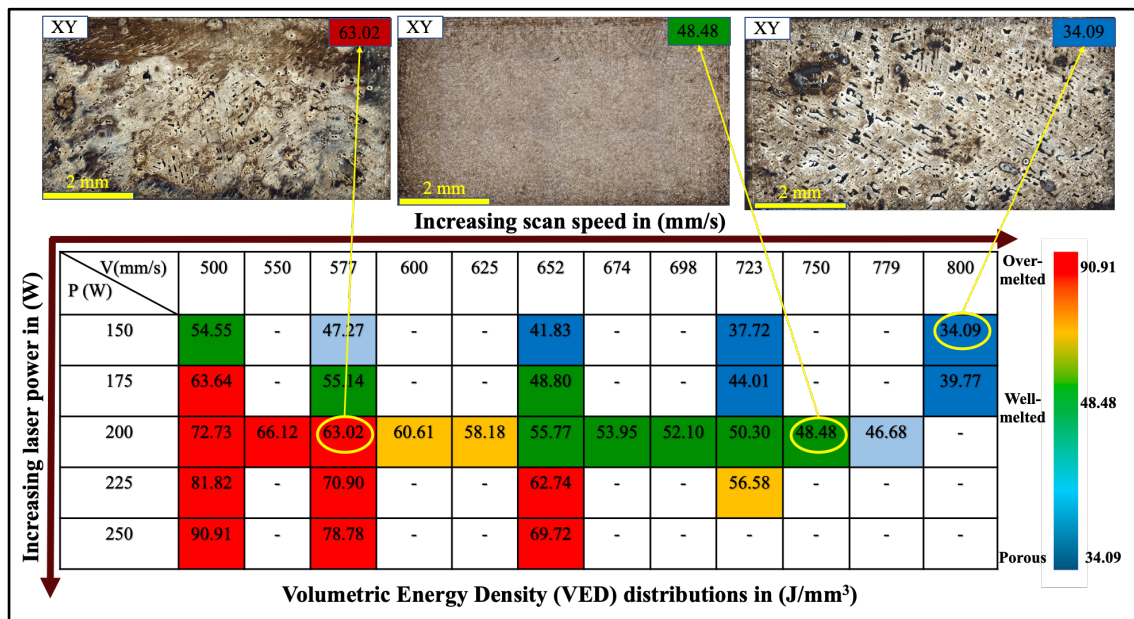 XY 63.02 XY 48.48 XY 34.09
2 mm 2 mm 2 mm
Increasing scan speed in (mm/s)
Increasing laser power in (W)
V(mm/s) 500 550 577 600 625 652 674 698 723 750 779 800
P (W)
150 54.55 - 47.27 - - 41.83 - - 37.72 - - 34.09
175 63.64 - 55.14 - - 48.80 - - 44.01 - - 39.77
200 72.73 66.12 63.02 60.61 58.18 55.77 53.95 52.10 50.30 48.48 46.68 -
225 81.82 - 70.90 - - 62.74 - - 56.58 - - -
250 90.91 - 78.78 - - 69.72 - - - - - -
Over-
melted
90.91
Well-
melted
48.48
Porous
34.09
Volumetric Energy Density (VED) distributions in (J/mm³)